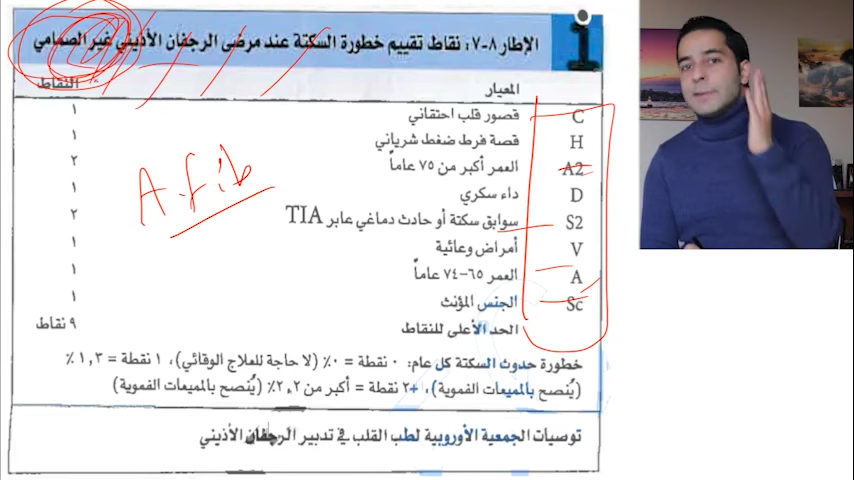 الإطار ٨-٧: نقاط تقييم خطورة السكتة عند مرضى الرجفان الأذيني غير الصمامي
المعيار النقاط
C قصور قلب احتقاني ١
H قصة فرط ضغط شرياني ١
A2 العمر أكبر من ٧٥ عاماً ٢
D داء سكري ١
S2 سوابق سكتة أو حادث دماغي عابر TIA ٢
V أمراض وعائية ١
A العمر ٦٥-٧٤ عاماً ١
Sc الجنس المؤنث ١
الحد الأعلى للنقاط ٩ نقاط
A.fib
خطورة حدوث السكتة كل عام: ٠ نقطة = ٠٪ (لا حاجة للعلاج الوقائي)، ١ نقطة = ١,٣٪
(يُنصح بالمميعات الفموية)، +٢ نقطة = أكبر من ٢,٢٪ (يُنصح بالمميعات الفموية)
توصيات الجمعية الأوروبية لطب القلب في تدبير الرجفان الأذيني